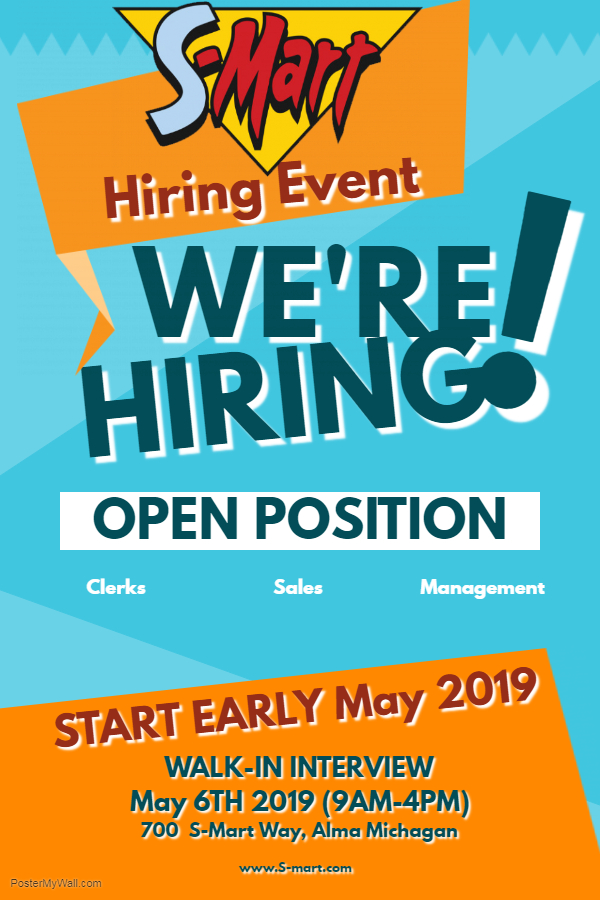 S-Mart
Hiring Event
WE'RE
HIRING!
OPEN POSITION
Clerks Sales Management
START EARLY May 2019
WALK-IN INTERVIEW
May 6TH 2019 (9AM-4PM)
700 S-Mart Way, Alma Michagan
www.S-mart.com
PosterMyWall.com